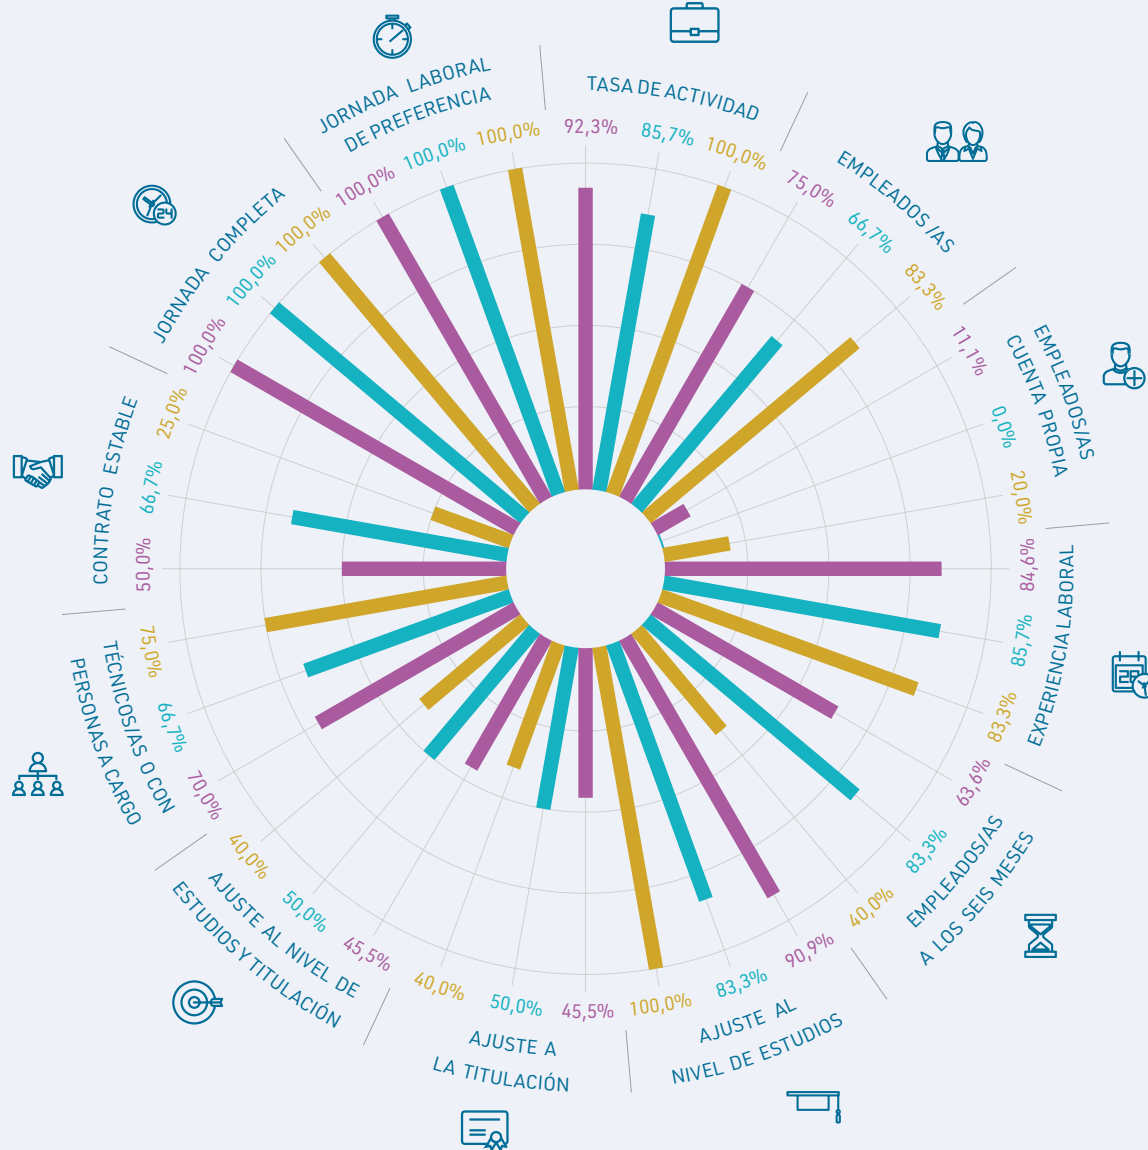 TASA DE ACTIVIDAD
92,3%
85,7%
100,0%
EMPLEADOS /AS
75,0%
66,7%
83,3%
EMPLEADOS/AS
CUENTA PROPIA
11,1%
0,0%
20,0%
EXPERIENCIA LABORAL
84,6%
85,7%
83,3%
EMPLEADOS/AS
A LOS SEIS MESES
63,6%
83,3%
40,0%
AJUSTE AL
NIVEL DE ESTUDIOS
90,9%
83,3%
100,0%
AJUSTE A
LA TITULACIÓN
45,5%
50,0%
40,0%
AJUSTE AL NIVEL DE
ESTUDIOS Y TITULACIÓN
45,5%
50,0%
40,0%
TÉCNICOS/AS O CON
PERSONAS A CARGO
70,0%
66,7%
75,0%
CONTRATO ESTABLE
50,0%
66,7%
25,0%
JORNADA COMPLETA
100,0%
100,0%
100,0%
JORNADA LABORAL
DE PREFERENCIA
100,0%
100,0%
100,0%
24